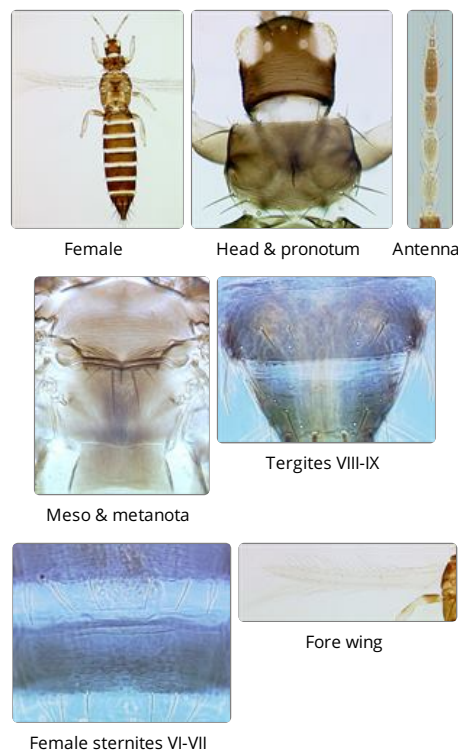 Female
Head & pronotum
Antenna
Meso & metanota
Tergites VIII-IX
Female sternites VI-VII
Fore wing